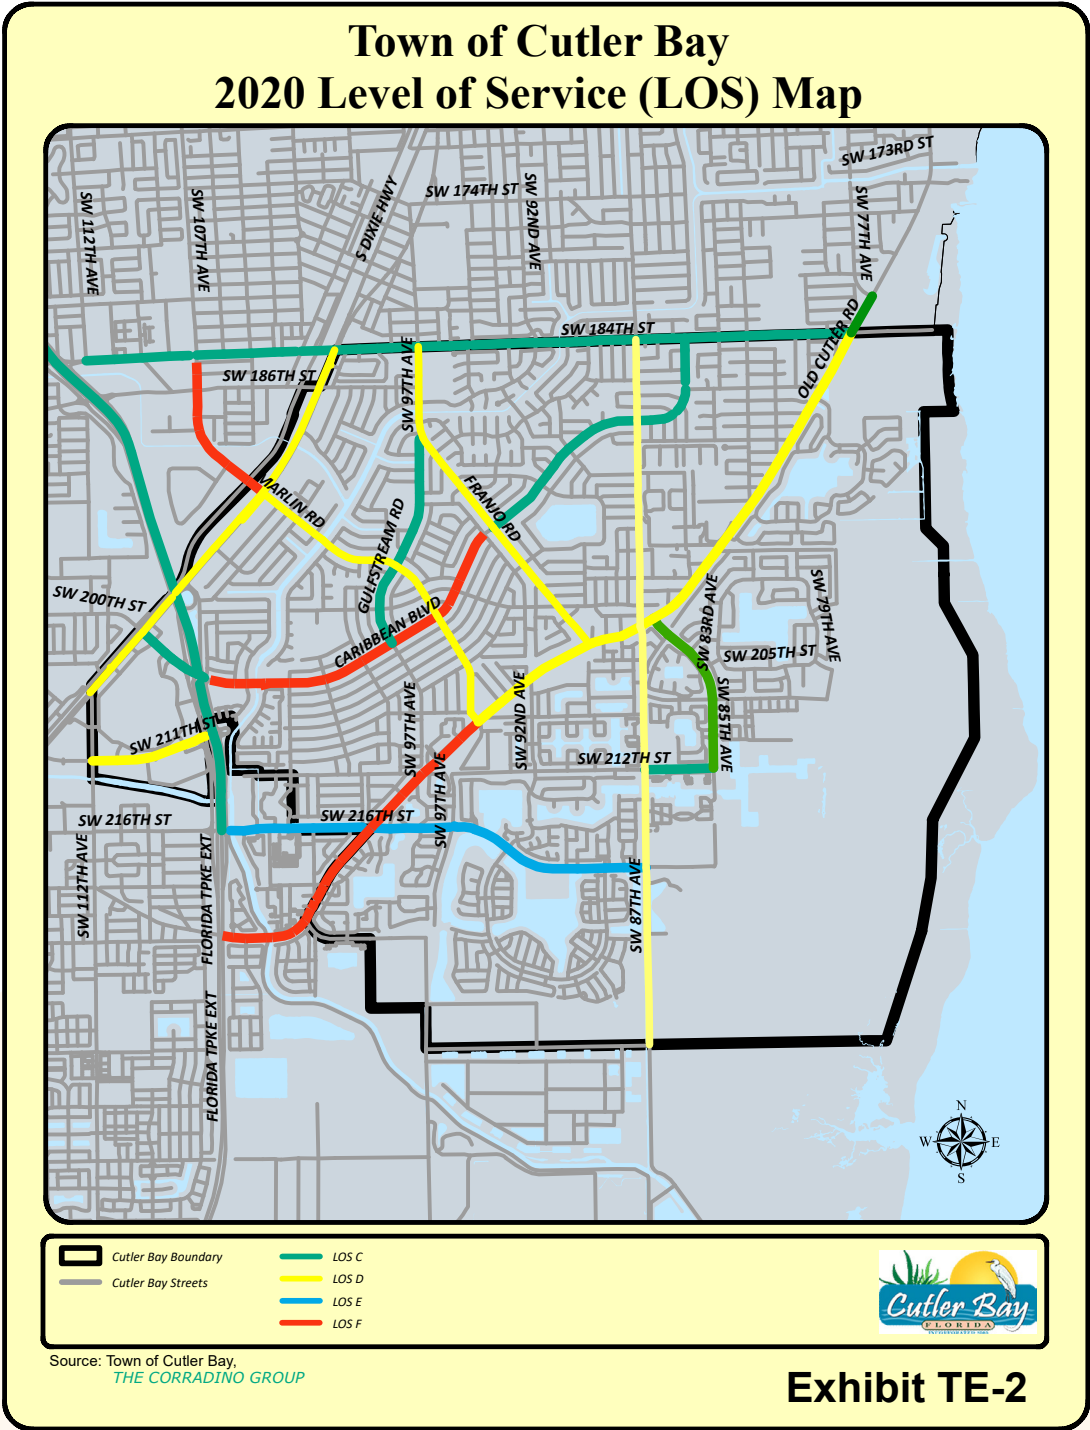 Town of Cutler Bay
2020 Level of Service (LOS) Map
SW 173RD ST
SW 174TH ST
SW 112TH AVE
SW 107TH AVE
S DIXIE HWY
SW 92ND AVE
SW 77TH AVE
SW 184TH ST
OLD CUTLER RD
SW 186TH ST
SW 97TH AVE
MARLIN RD
FRANJO RD
GULFSTREAM RD
SW 200TH ST
CARIBBEAN BLVD
SW 83RD AVE
SW 79TH AVE
SW 205TH ST
SW 211TH ST
SW 97TH AVE
SW 92ND AVE
SW 85TH AVE
SW 212TH ST
SW 97TH AVE
SW 216TH ST
SW 216TH ST
SW 112TH AVE
FLORIDA TPKE EXT
SW 87TH AVE
FLORIDA TPKE EXT
N
W E
S
Cutler Bay Boundary
Cutler Bay Streets
LOS C
LOS D
LOS E
LOS F
Cutler Bay
FLORIDA
INCORPORATED 2005
Source: Town of Cutler Bay,
THE CORRADINO GROUP
Exhibit TE-2